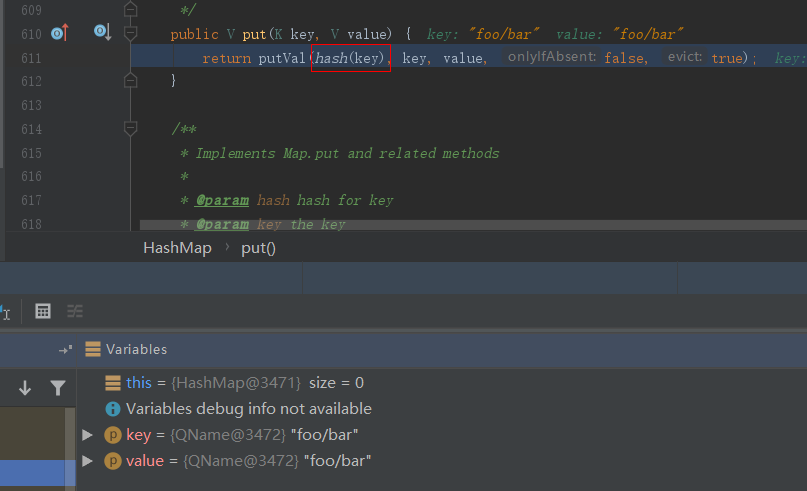 609 */
610 public V put(K key, V value) { key: "foo/bar" value: "foo/bar"
611 return putVal(hash(key), key, value, onlyIfAbsent: false, evict: true); key:
612 }
613
614 /**
615 * Implements Map.put and related methods
616 *
617 * @param hash hash for key
618 * @param key the key
HashMap › put()
Variables
this = {HashMap@3471} size = 0
Variables debug info not available
key = {QName@3472} "foo/bar"
value = {QName@3472} "foo/bar"